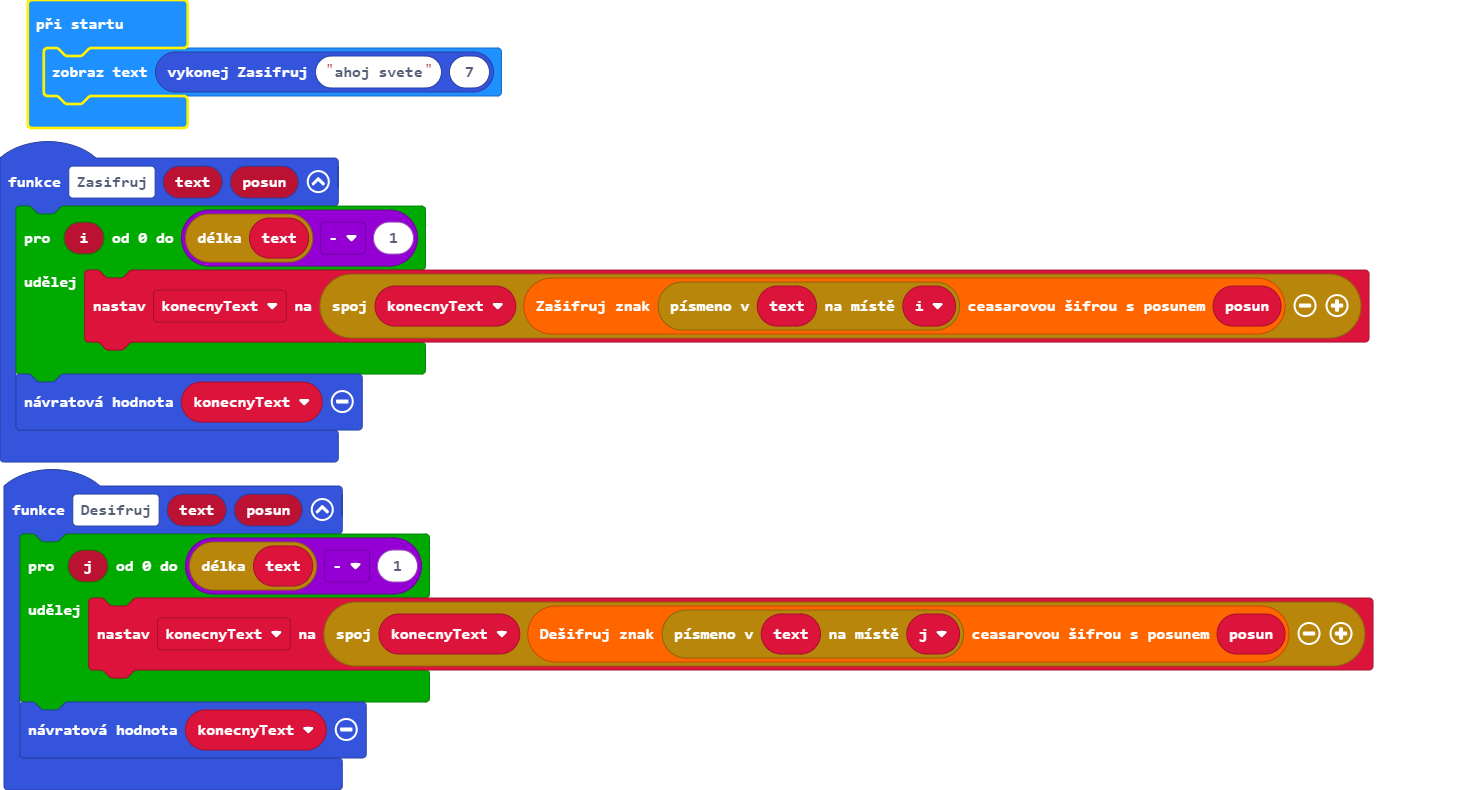 při startu
zobraz text vykonej Zasifruj "ahoj svete" 7
funkce Zasifruj text posun
pro i od 0 do délka text - 1
udělej
nastav konecnyText na spoj konecnyText Zašifruj znak písmeno v text na místě i ceasarovou šifrou s posunem posun
návratová hodnota konecnyText
funkce Desifruj text posun
pro j od 0 do délka text - 1
udělej
nastav konecnyText na spoj konecnyText Dešifruj znak písmeno v text na místě j ceasarovou šifrou s posunem posun
návratová hodnota konecnyText